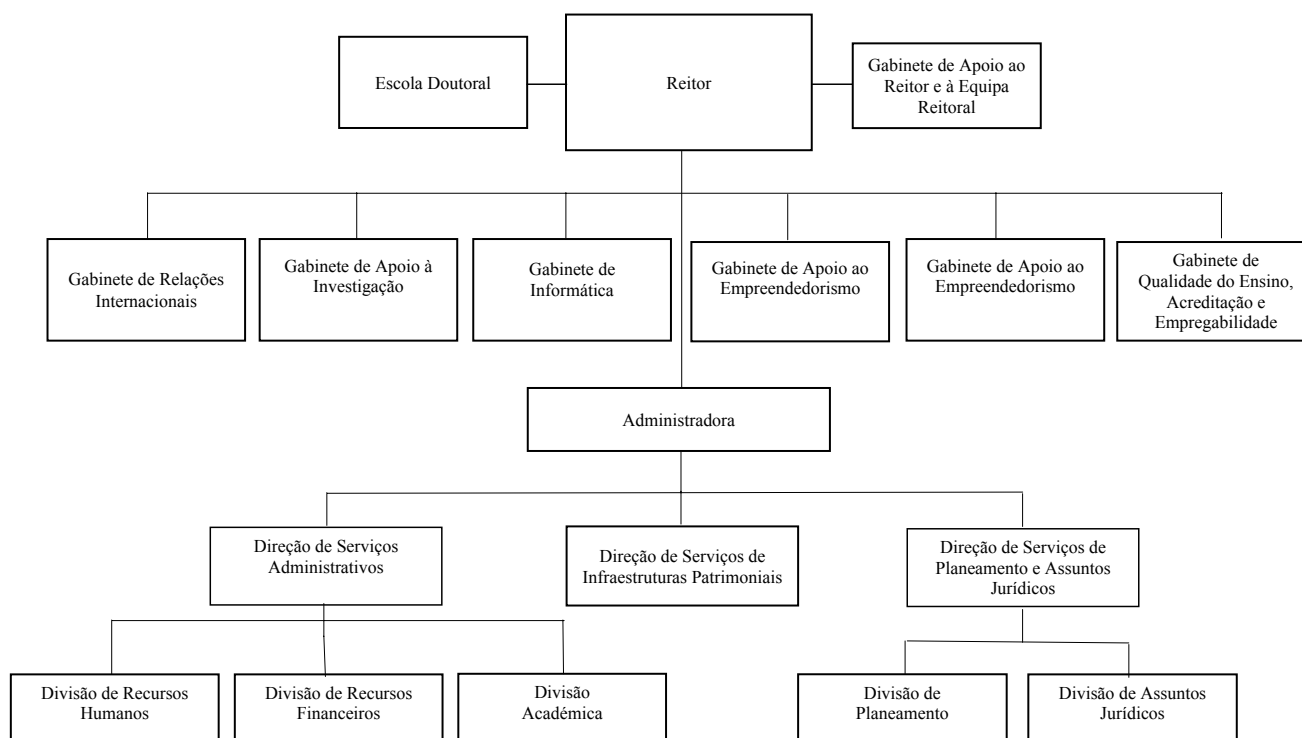 Escola Doutoral
Reitor
Gabinete de Apoio ao
Reitor e à Equipa
Reitoral
Gabinete de Relações
Internacionais
Gabinete de Apoio à
Investigação
Gabinete de
Informática
Gabinete de Apoio ao
Empreendedorismo
Gabinete de Apoio ao
Empreendedorismo
Gabinete de
Qualidade do Ensino,
Acreditação e
Empregabilidade
Administradora
Direção de Serviços
Administrativos
Direção de Serviços de
Infraestruturas Patrimoniais
Direção de Serviços de
Planeamento e Assuntos
Jurídicos
Divisão de Recursos
Humanos
Divisão de Recursos
Financeiros
Divisão
Académica
Divisão de
Planeamento
Divisão de Assuntos
Jurídicos